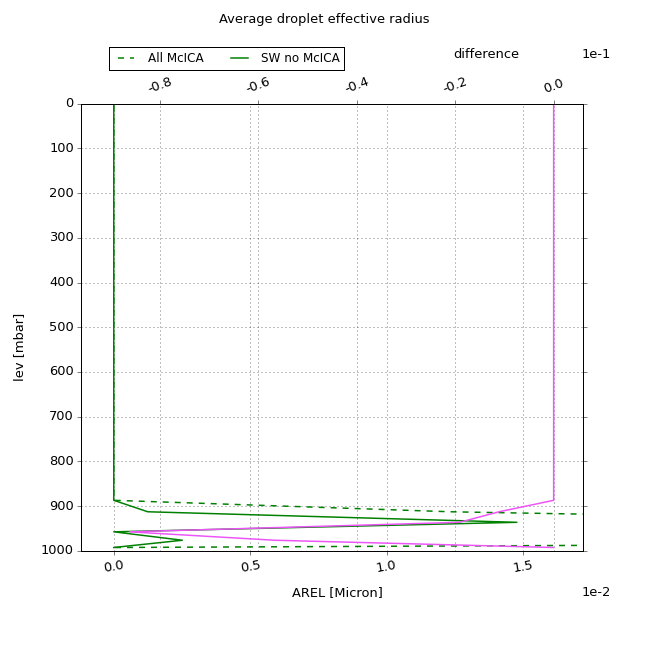 Average droplet effective radius
All McICA SW no McICA
difference 1e-1
-0.8 -0.6 -0.4 -0.2 0.0
0
100
200
300
400
500
600
700
800
900
1000
lev [mbar]
0.0 0.5 1.0 1.5
AREL [Micron] 1e-2